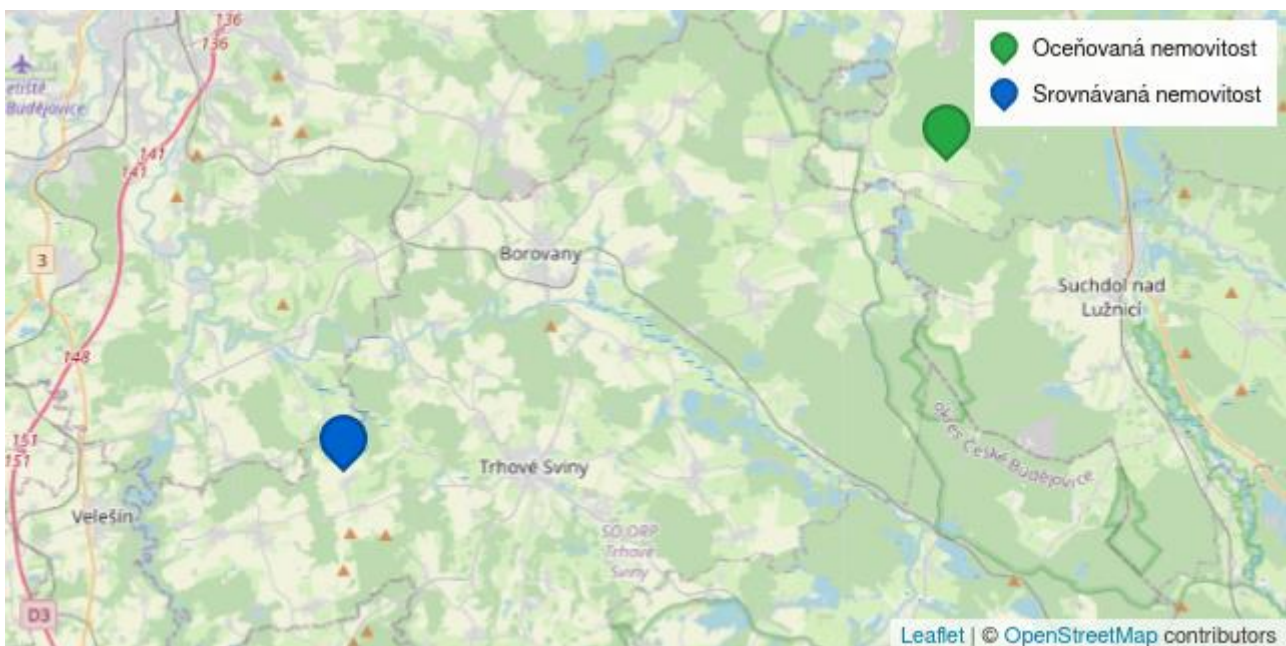 136
136
Oceňovaná nemovitost
Srovnávaná nemovitost
etiště
Budějovice
141
141
Borovany
3
Suchdol nad
Lužnicí
148
okres České Budějovice
151
151
Trhové Sviny
Velešín
SO ORP
Trhové
Sviny
D3
Leaflet | © OpenStreetMap contributors